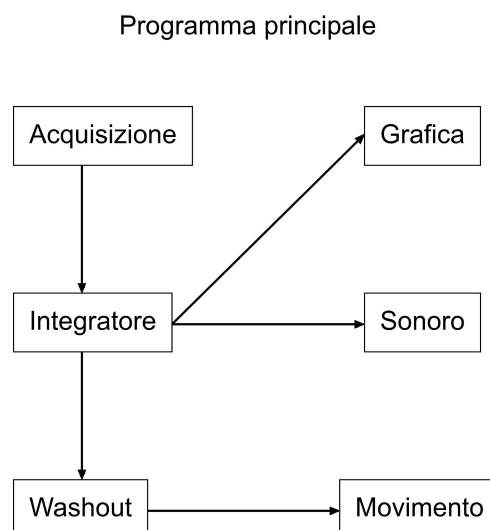 Programma principale
Acquisizione
Grafica
Integratore
Sonoro
Washout
Movimento